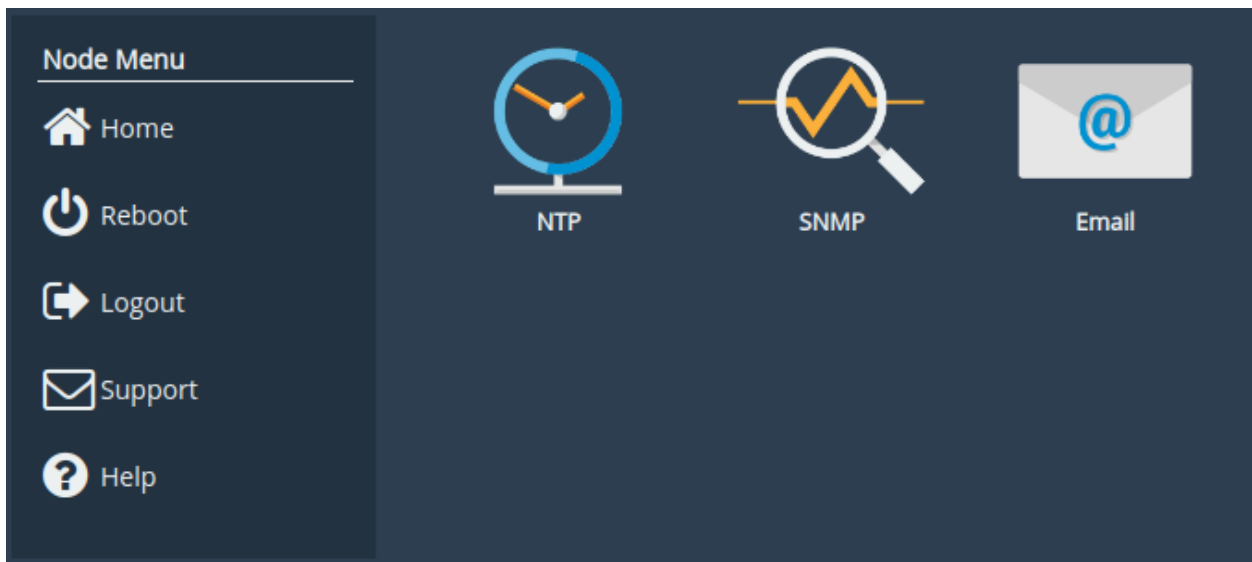 Node Menu
Home
Reboot
Logout
Support
Help
@
NTP
SNMP
Email